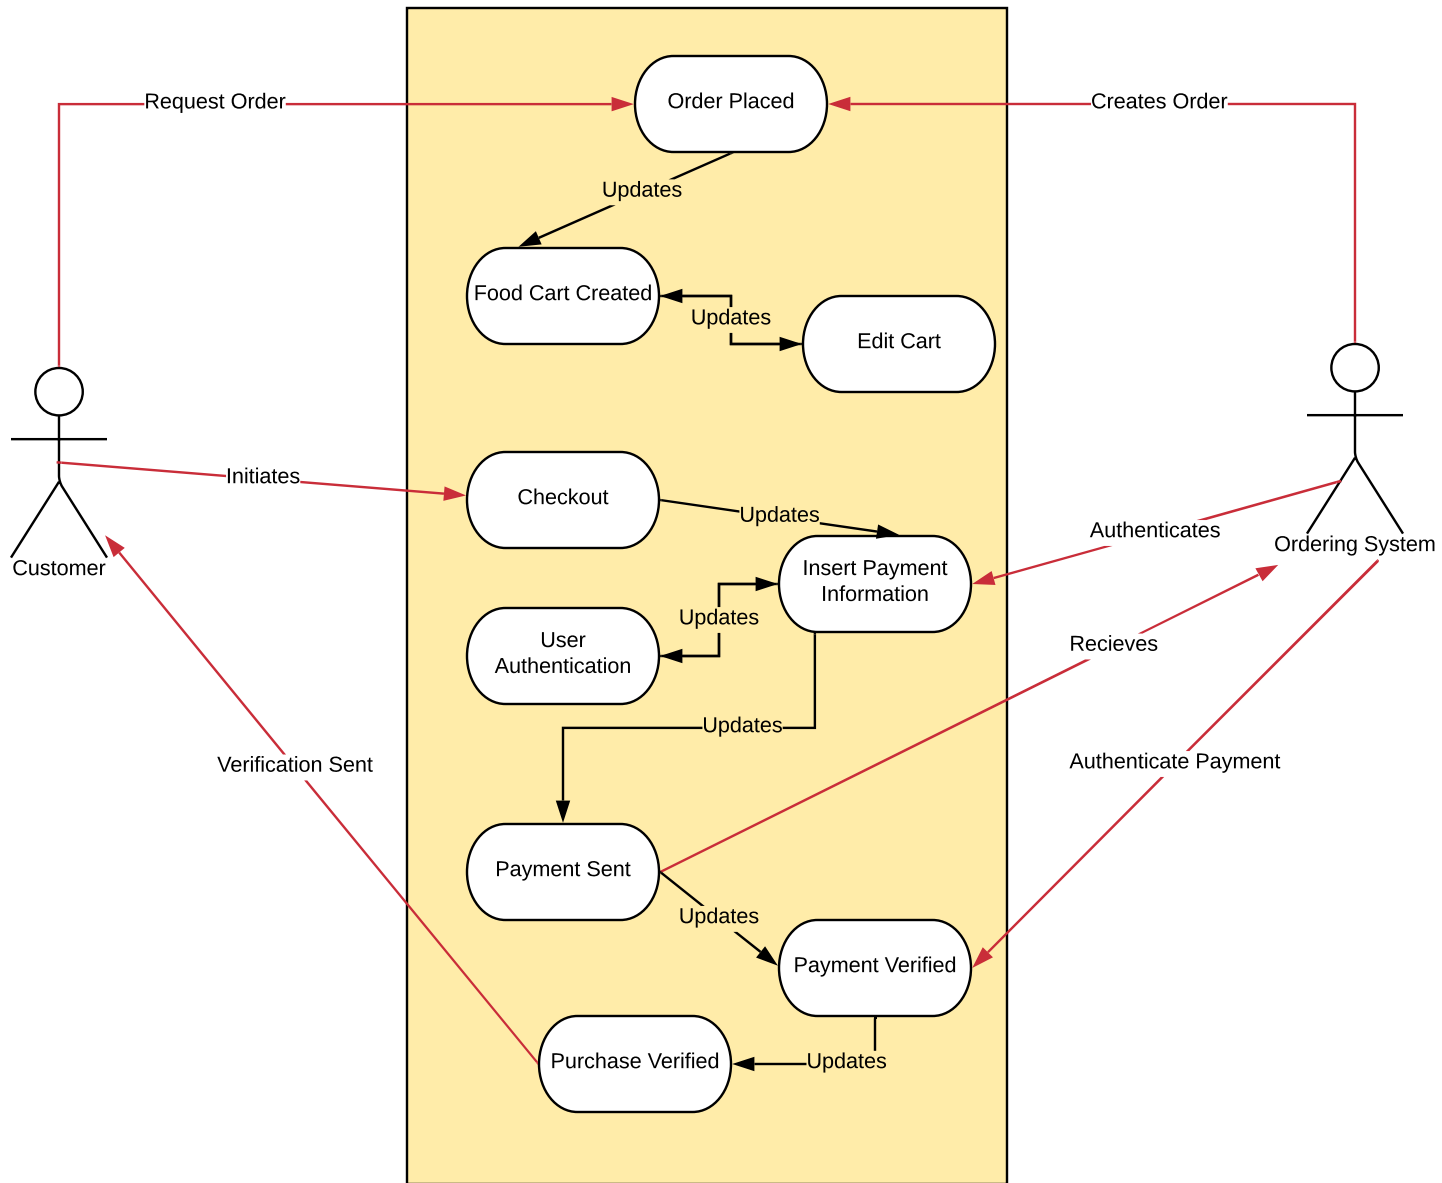 Request Order
Order Placed
Creates Order
Updates
Food Cart Created
Updates
Edit Cart
Initiates
Checkout
Updates
Authenticates
Ordering System
Customer
Insert Payment
Information
Updates
User
Authentication
Recieves
Updates
Verification Sent
Authenticate Payment
Payment Sent
Updates
Payment Verified
Purchase Verified
Updates